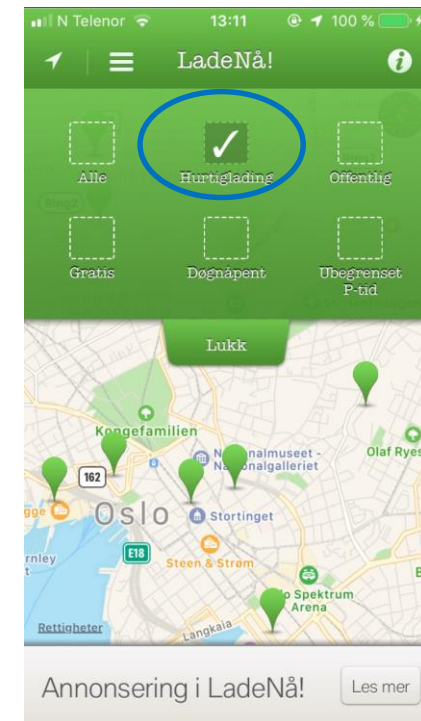 N Telenor 13:11 100 %
LadeNå!
Alle Hurtiglading Offentlig
Ring2
Gratis Døgnåpent Ubegrenset
P-tid
Lukk
Kongefamilien
Nasjonalmuseet -
Nasjonalgalleriet
Olaf Ryes
162
Oslo
Stortinget
E18
Steen & Strøm
o Spektrum
Arena
Langkaia
Rettigheter
Annonsering i LadeNå! Les mer